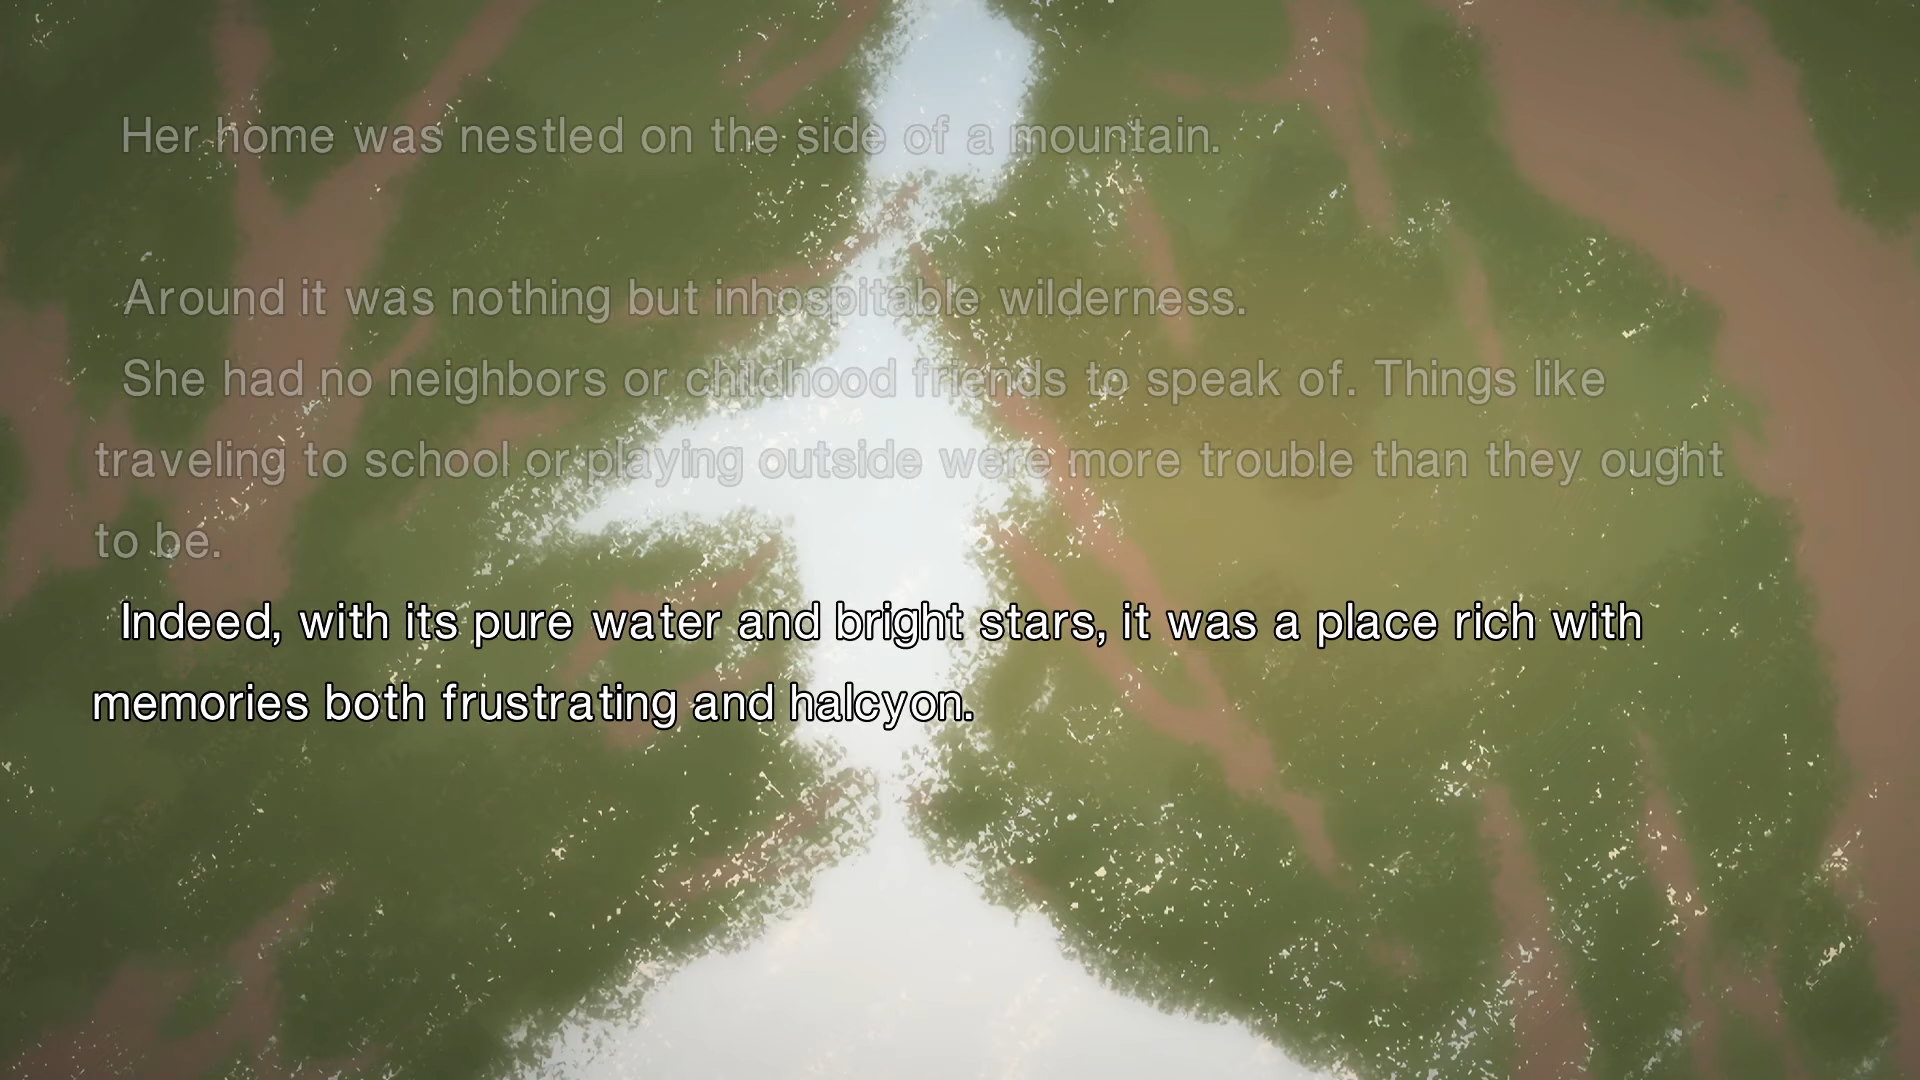 Her home was nestled on the side of a mountain.
Around it was nothing but inhospitable wilderness.
She had no neighbors or childhood friends to speak of. Things like
traveling to school or playing outside were more trouble than they ought
to be.
Indeed, with its pure water and bright stars, it was a place rich with
memories both frustrating and halcyon.